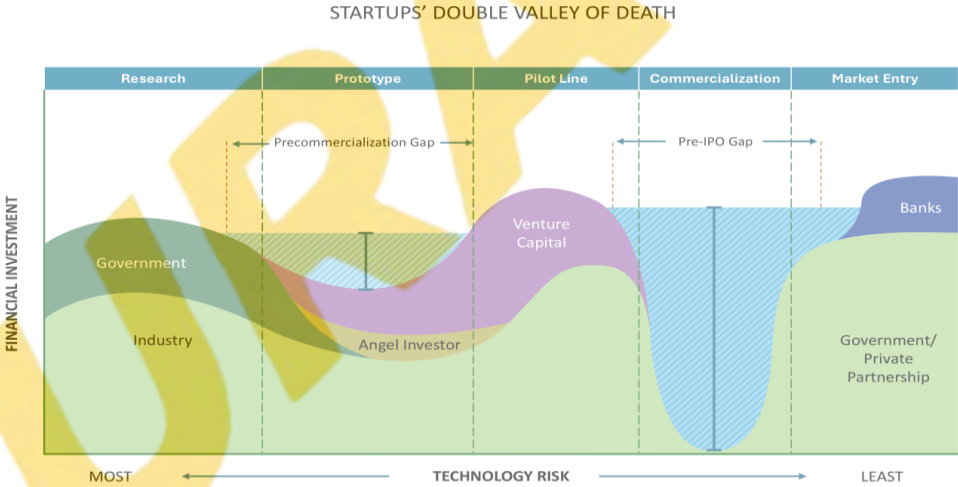 STARTUPS’ DOUBLE VALLEY OF DEATH
Research
Prototype
Pilot Line
Commercialization
Market Entry
Precommercialization Gap
Pre-IPO Gap
FINANCIAL INVESTMENT
Government
Industry
Venture
Capital
Angel Investor
Banks
Government/
Private
Partnership
MOST
TECHNOLOGY RISK
LEAST